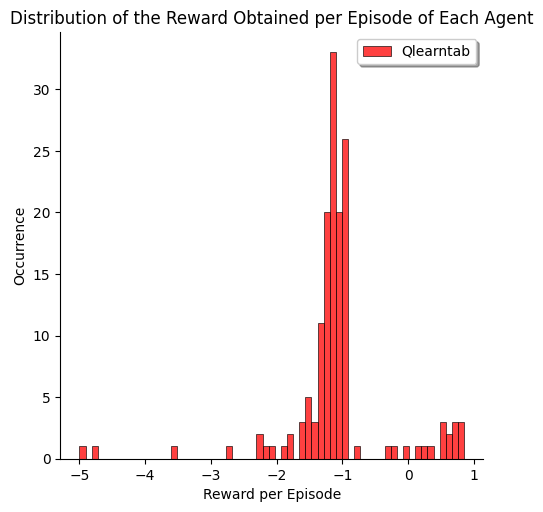 Distribution of the Reward Obtained per Episode of Each Agent
Qlearntab
30
25
20
15
10
5
0
Occurrence
−5 −4 −3 −2 −1 0 1
Reward per Episode